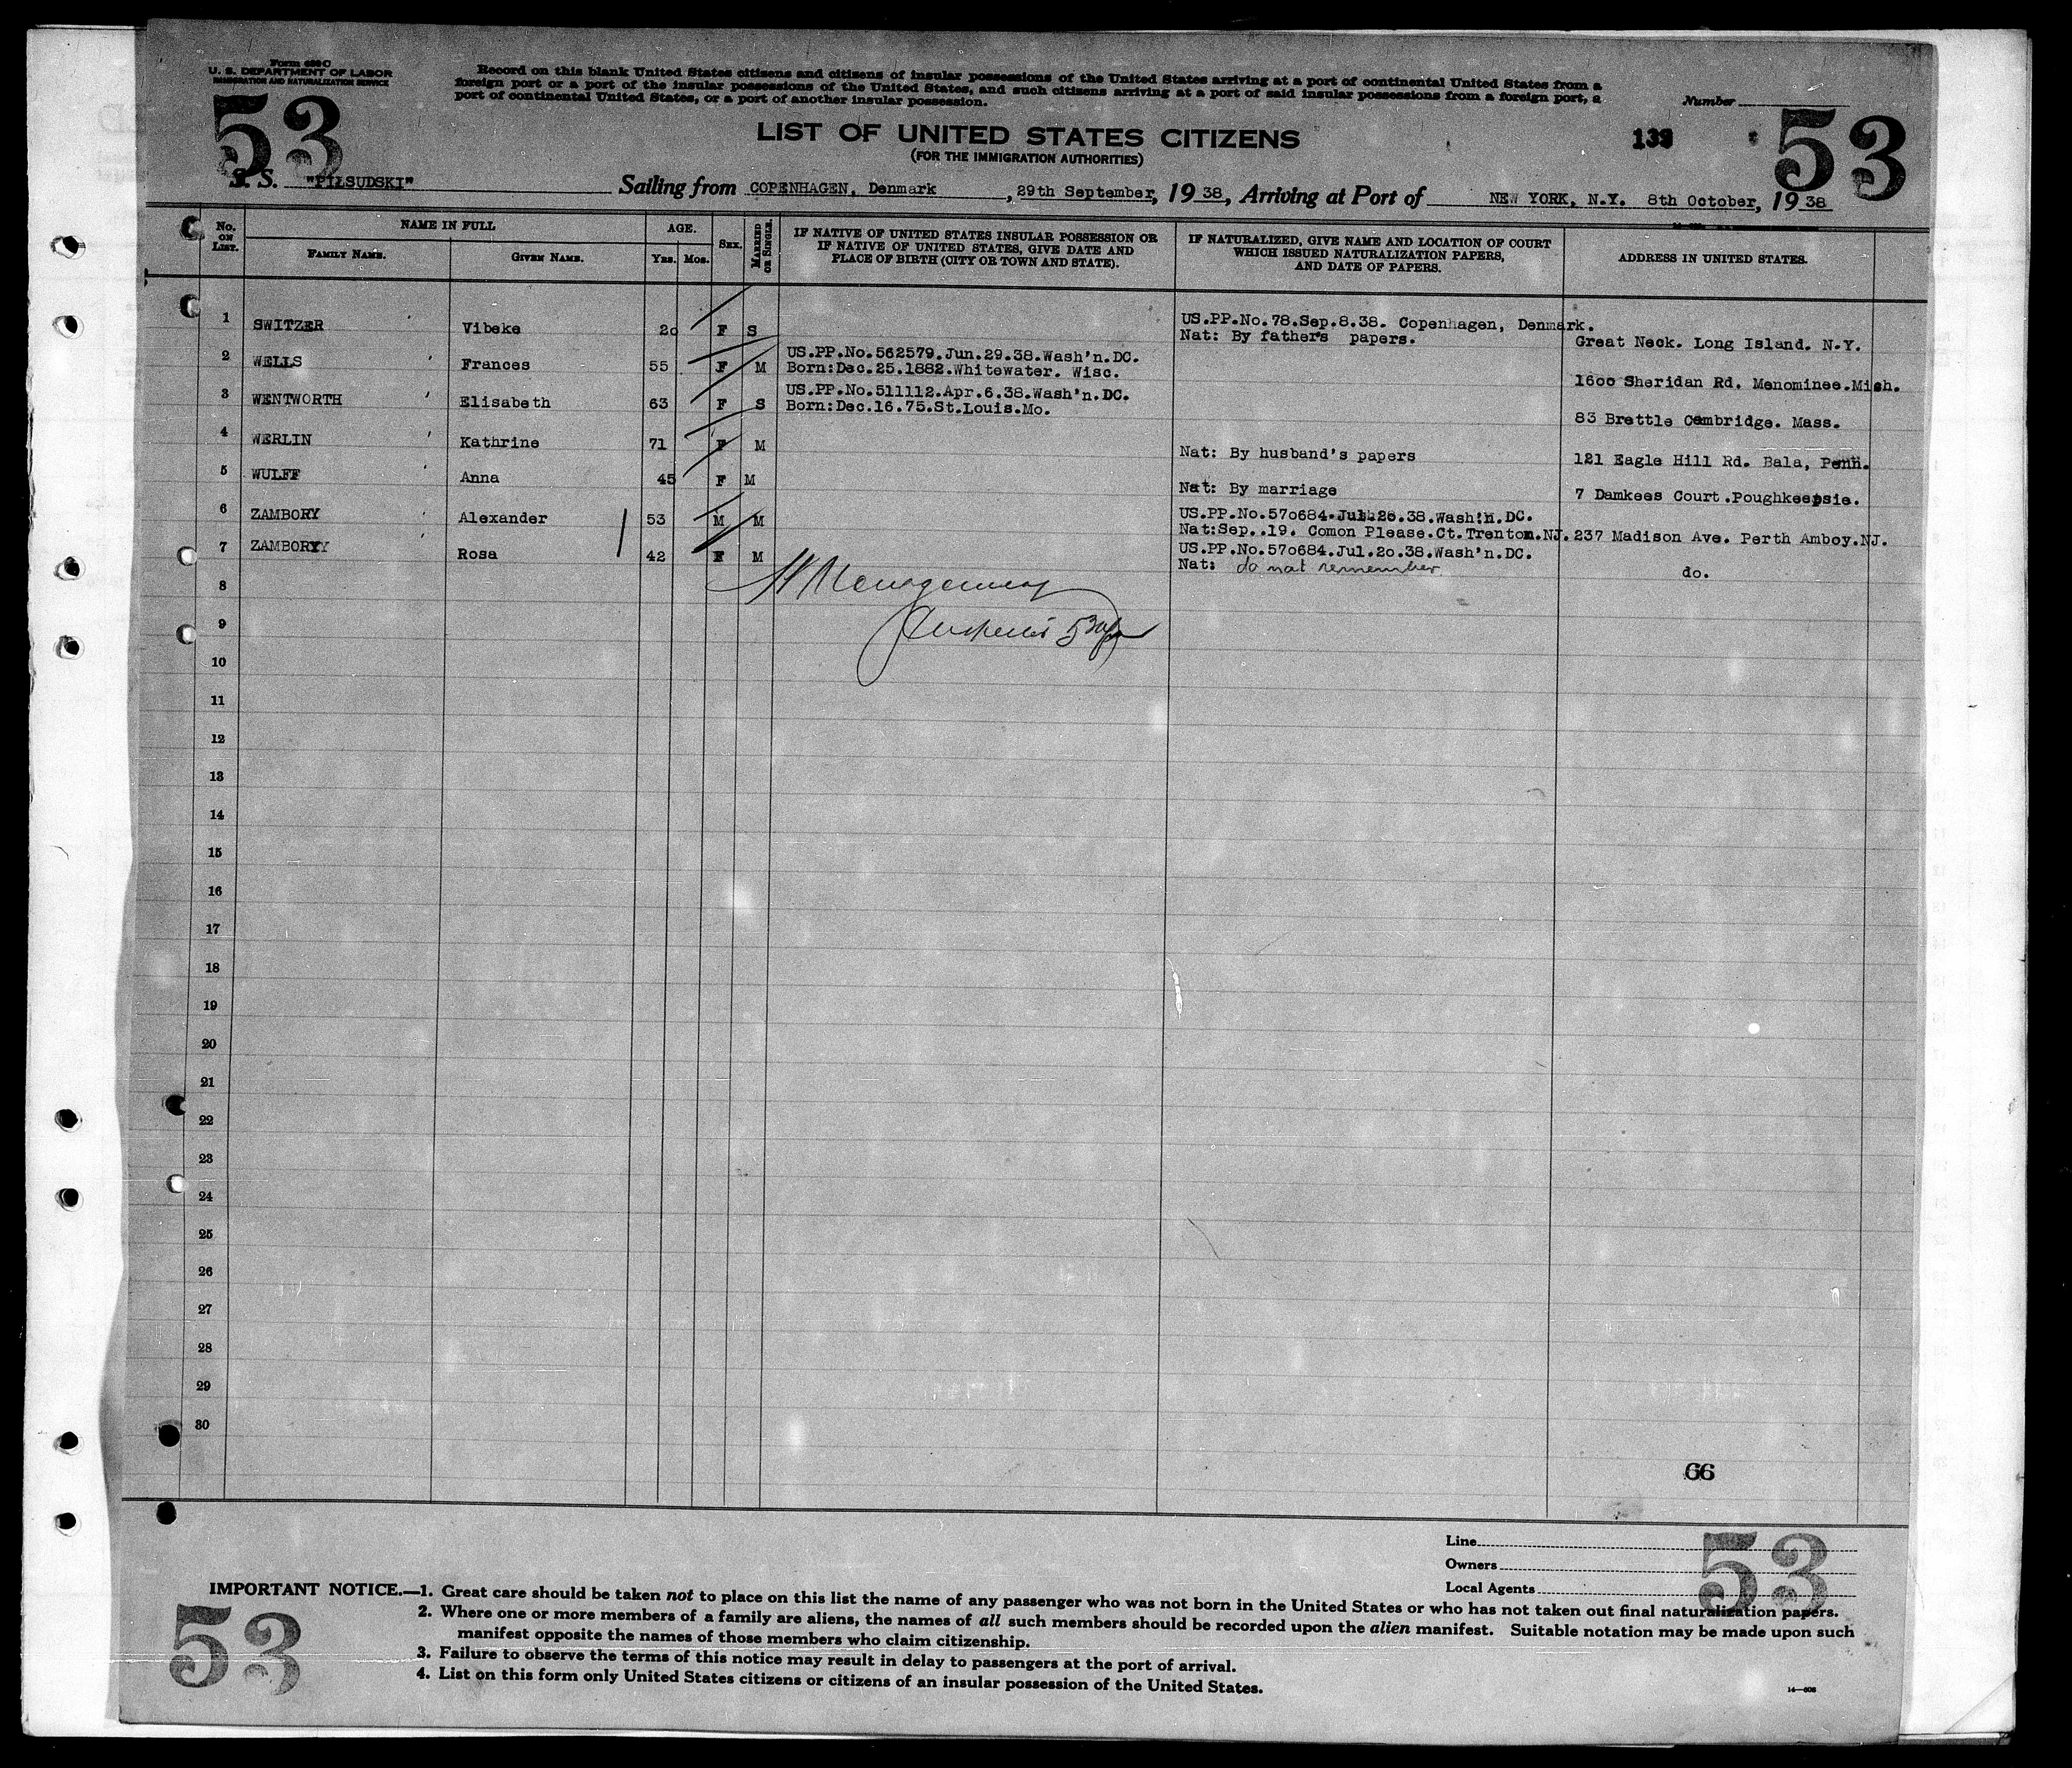 Form 630 C
U. S. DEPARTMENT OF LABOR
IMMIGRATION AND NATURALIZATION SERVICE
53
Record on this blank United States citizens and citizens of insular possessions of the United States arriving at a port of continental United States from a
foreign port or a port of the insular possessions of the United States, and such citizens arriving at a port of said insular possessions from a foreign port, a
port of continental United States, or a port of another insular possession.
Number
LIST OF UNITED STATES CITIZENS
(FOR THE IMMIGRATION AUTHORITIES)
53
S. S. "PIŁSUDSKI" Sailing from COPENHAGEN, Denmark, 29th September, 19 38, Arriving at Port of NEW YORK, N.Y. 8th October, 19 38
No. ON LIST. NAME IN FULL AGE. SEX. MARRIED OR SINGLE. IF NATIVE OF UNITED STATES INSULAR POSSESSION OR IF NATIVE OF UNITED STATES, GIVE DATE AND PLACE OF BIRTH (CITY OR TOWN AND STATE). IF NATURALIZED, GIVE NAME AND LOCATION OF COURT WHICH ISSUED NATURALIZATION PAPERS, AND DATE OF PAPERS. ADDRESS IN UNITED STATES.
FAMILY NAME. GIVEN NAME. YRS. MOS.
1 SWITZER Vibeke 20 F S US.PP.No.78.Sep.8.38. Copenhagen, Denmark.
Nat: By father's papers. Great Neck. Long Island. N.Y.
2 WELLS Frances 55 F M US.PP.No.562579.Jun.29.38.Wash'n.DC.
Born:Dec.25.1882.Whitewater. Wisc. 1600 Sheridan Rd. Menominee.Mich.
3 WENTWORTH Elisabeth 63 F S US.PP.No.511112.Apr.6.38.Wash'n.DC.
Born:Dec.16.75.St.Louis.Mo. 83 Brettle Cambridge. Mass.
4 WERLIN Kathrine 71 F M Nat: By husband's papers 121 Eagle Hill Rd. Bala, Penn.
5 WULFF Anna 45 F M Nat: By marriage 7 Damkees Court.Poughkeepsie.
6 ZAMBORY Alexander 53 M M US.PP.No.570684.Jul.20.38.Wash'n.DC.
Nat:Sep..19. Comon Please.Ct.Trenton.NJ. 237 Madison Ave. Perth Amboy.NJ.
7 ZAMBORY Rosa 42 F M US.PP.No.570684.Jul.20.38.Wash'n.DC.
Nat: do not remember do.
8
9
10
11
12
13
14
15
16
17
18
19
20
21
22
23
24
25
26
27
28
29
30
66
Line
Owners
Local Agents
53
IMPORTANT NOTICE.—1. Great care should be taken not to place on this list the name of any passenger who was not born in the United States or who has not taken out final naturalization papers.
2. Where one or more members of a family are aliens, the names of all such members should be recorded upon the alien manifest. Suitable notation may be made upon such
manifest opposite the names of those members who claim citizenship.
3. Failure to observe the terms of this notice may result in delay to passengers at the port of arrival.
4. List on this form only United States citizens or citizens of an insular possession of the United States.
53
14—608